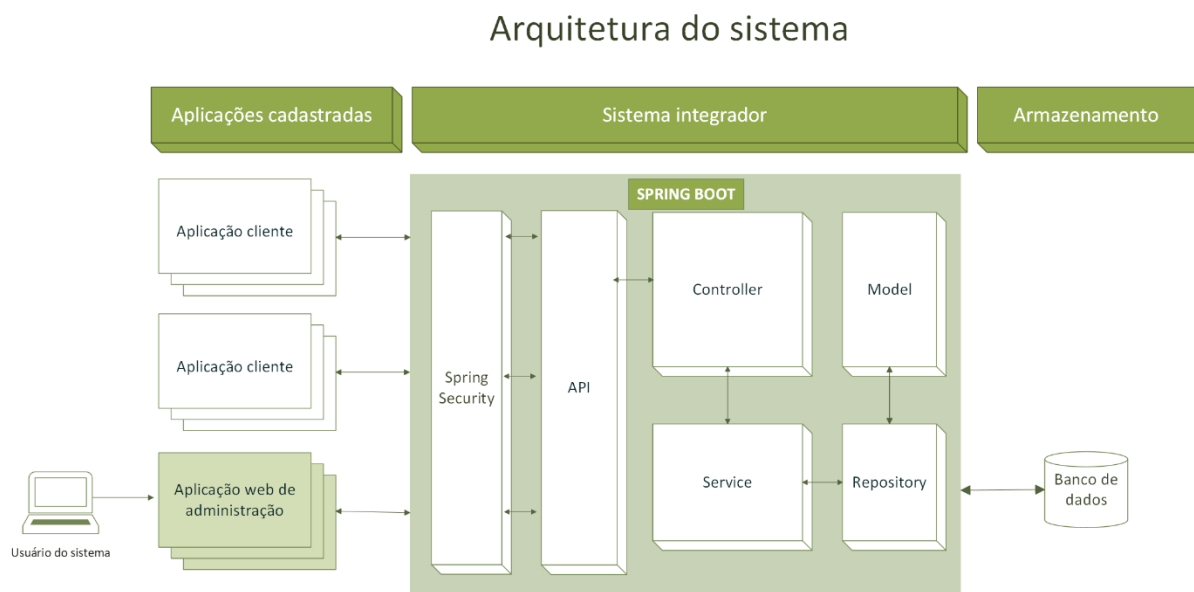 Arquitetura do sistema
Aplicações cadastradas
Sistema integrador
Armazenamento
SPRING BOOT
Aplicação cliente
Aplicação cliente
Aplicação web de
administração
Usuário do sistema
Spring
Security
API
Controller
Model
Service
Repository
Banco de
dados